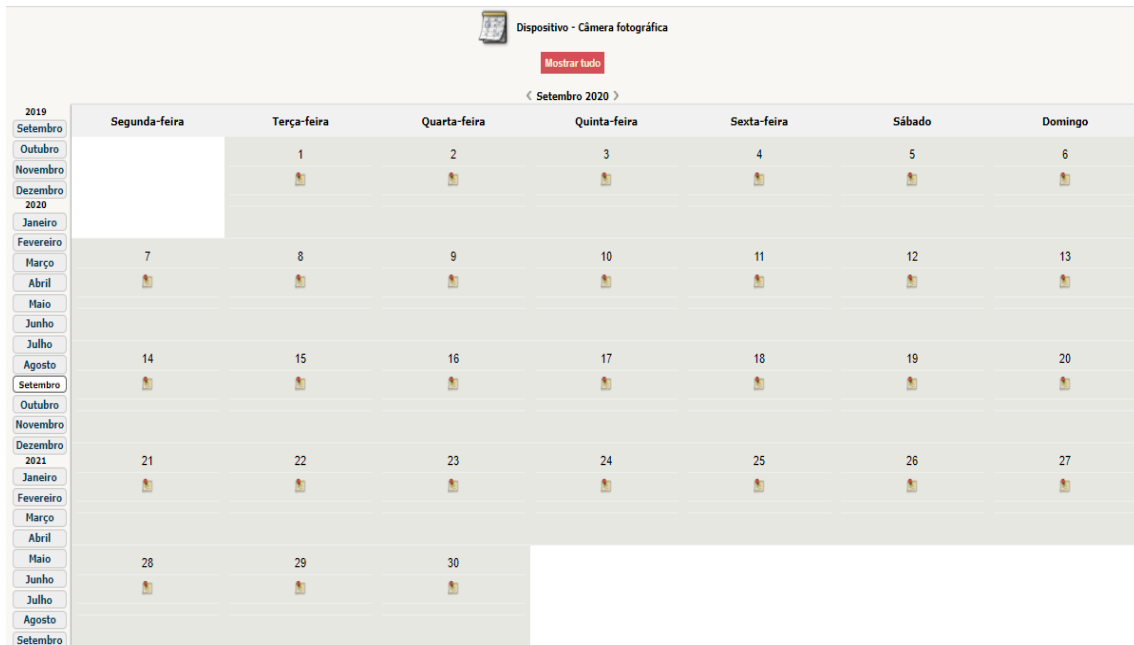 Dispositivo - Câmera fotográfica
Mostrar tudo
Setembro 2020
2019
Setembro
Outubro
Novembro
Dezembro
2020
Janeiro
Fevereiro
Março
Abril
Maio
Junho
Julho
Agosto
Setembro
Outubro
Novembro
Dezembro
2021
Janeiro
Fevereiro
Março
Abril
Maio
Junho
Julho
Agosto
Setembro
Segunda-feira Terça-feira Quarta-feira Quinta-feira Sexta-feira Sábado Domingo
1 2 3 4 5 6
7 8 9 10 11 12 13
14 15 16 17 18 19 20
21 22 23 24 25 26 27
28 29 30